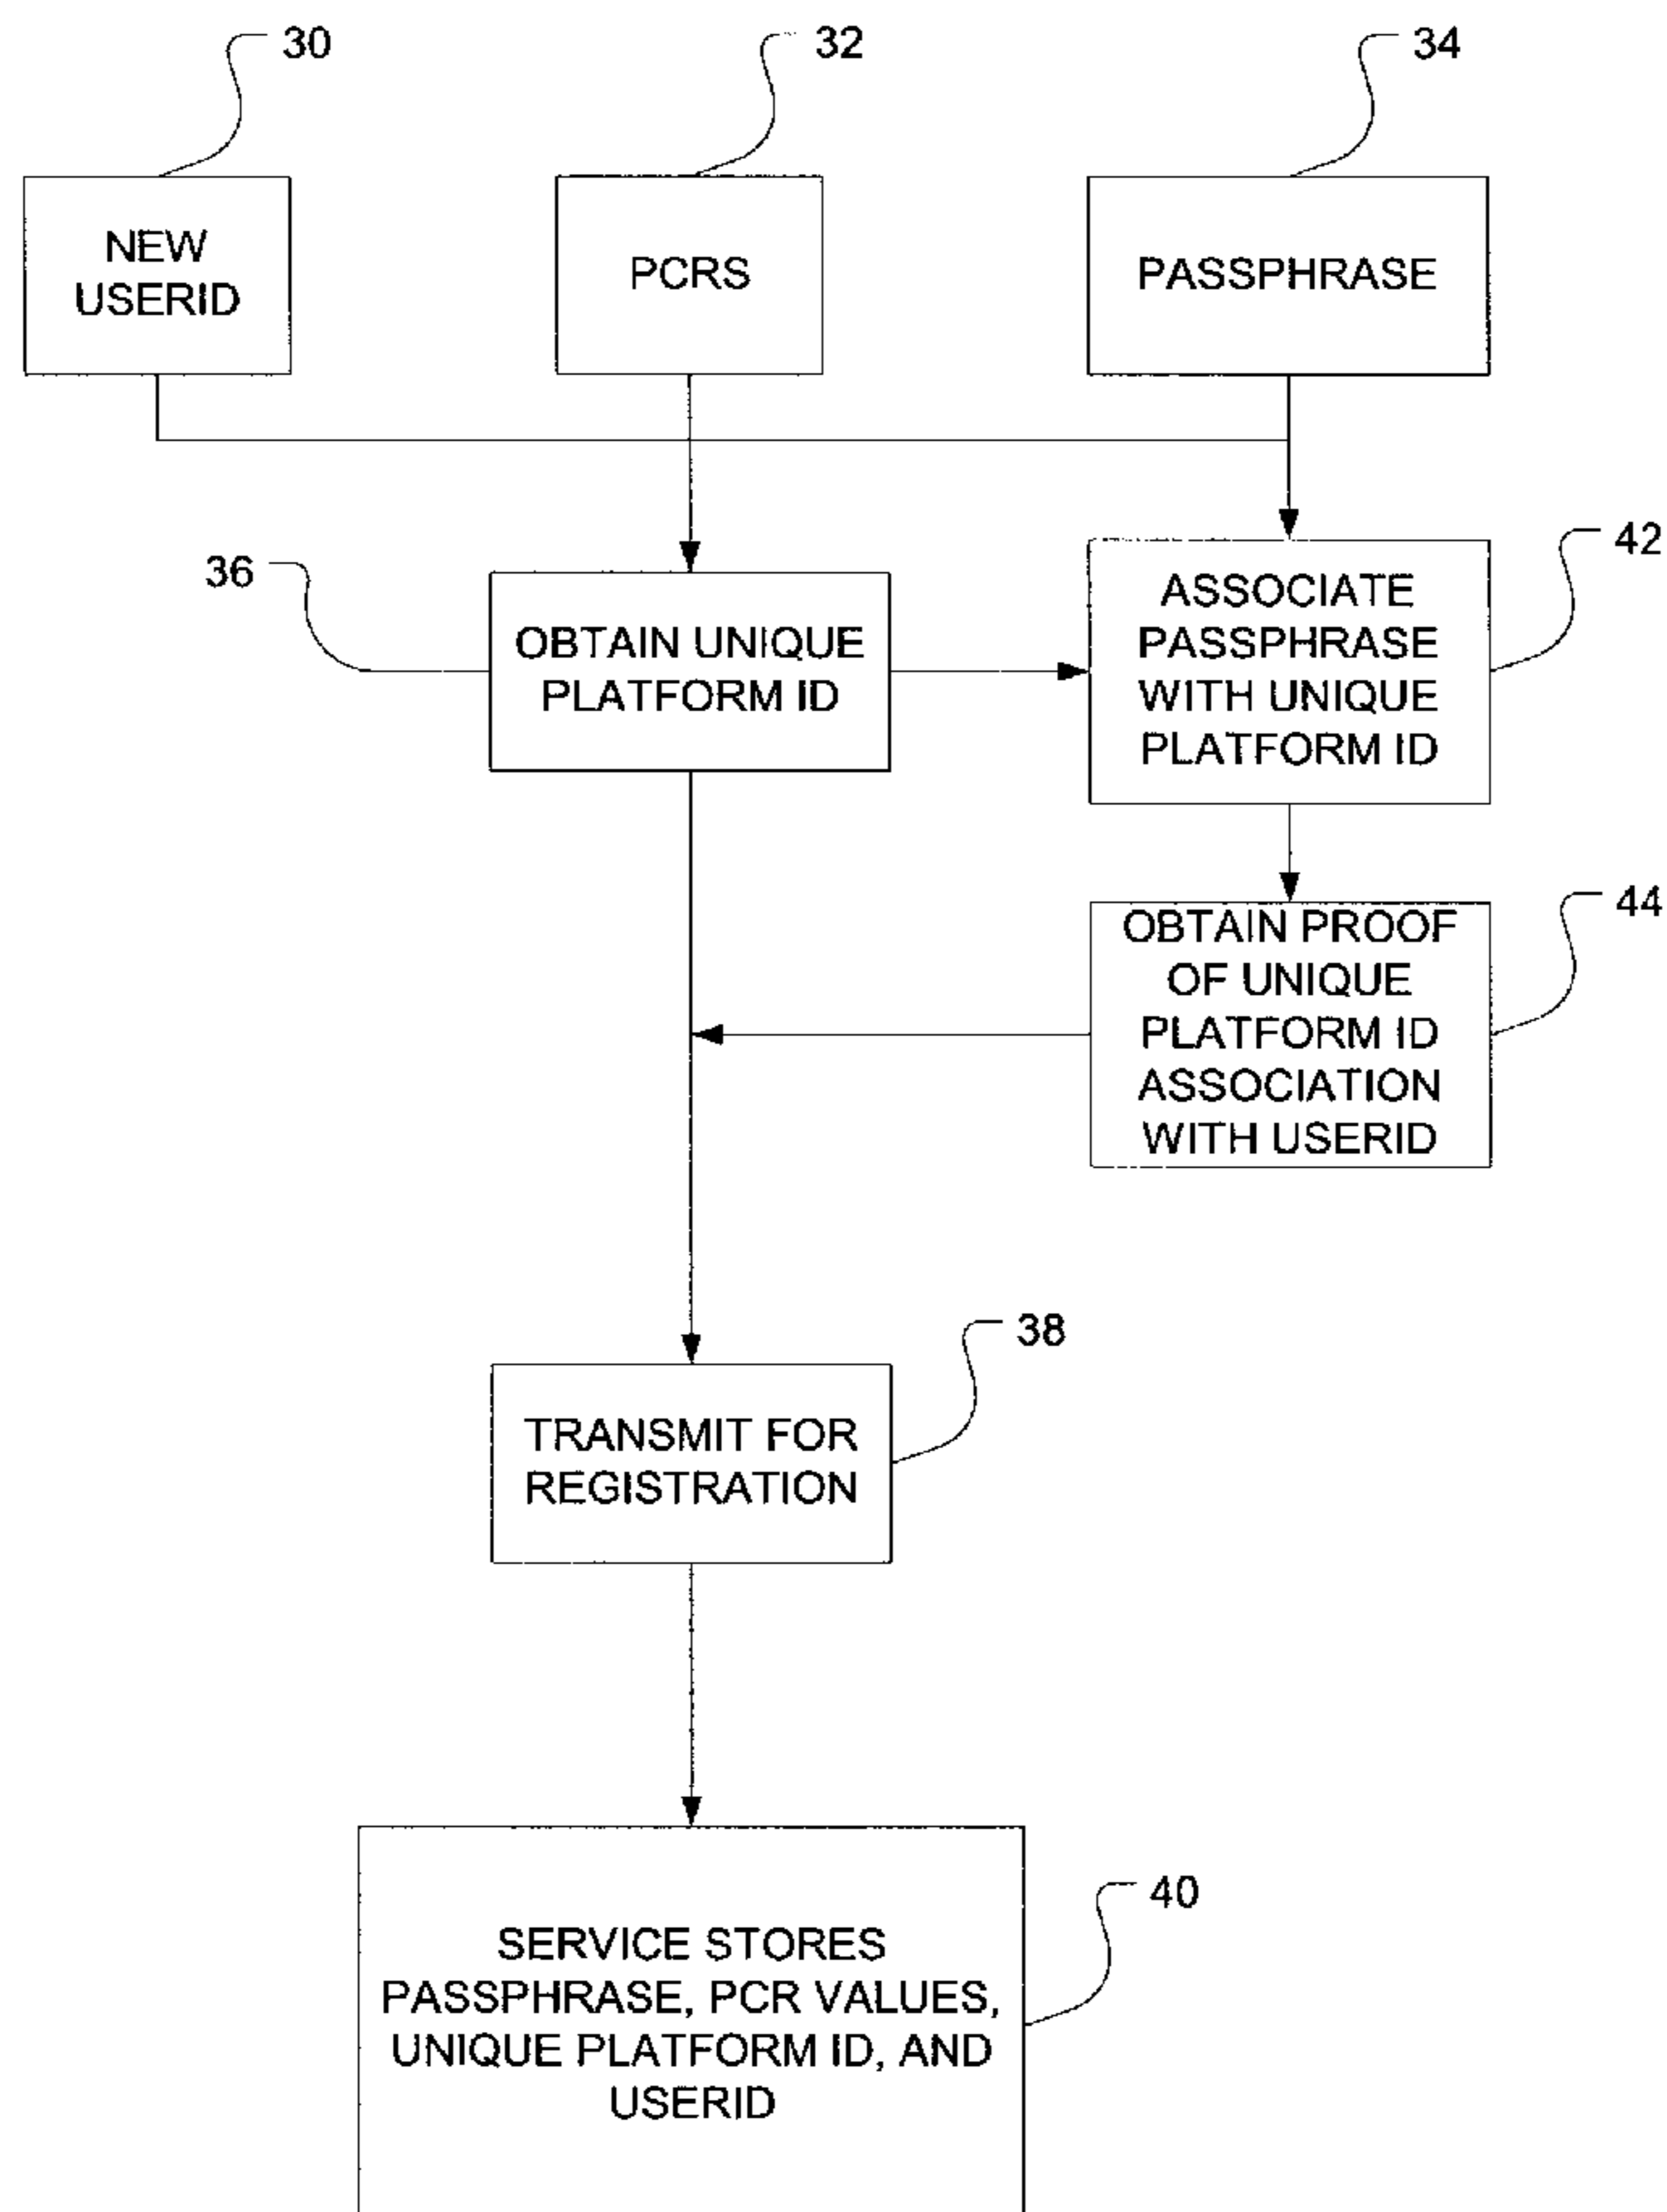 30
32
34
NEW
USERID
PCRS
PASSPHRASE
36
OBTAIN UNIQUE
PLATFORM ID
42
ASSOCIATE
PASSPHRASE
WITH UNIQUE
PLATFORM ID
44
OBTAIN PROOF
OF UNIQUE
PLATFORM ID
ASSOCIATION
WITH USERID
38
TRANSMIT FOR
REGISTRATION
40
SERVICE STORES
PASSPHRASE, PCR VALUES,
UNIQUE PLATFORM ID, AND
USERID